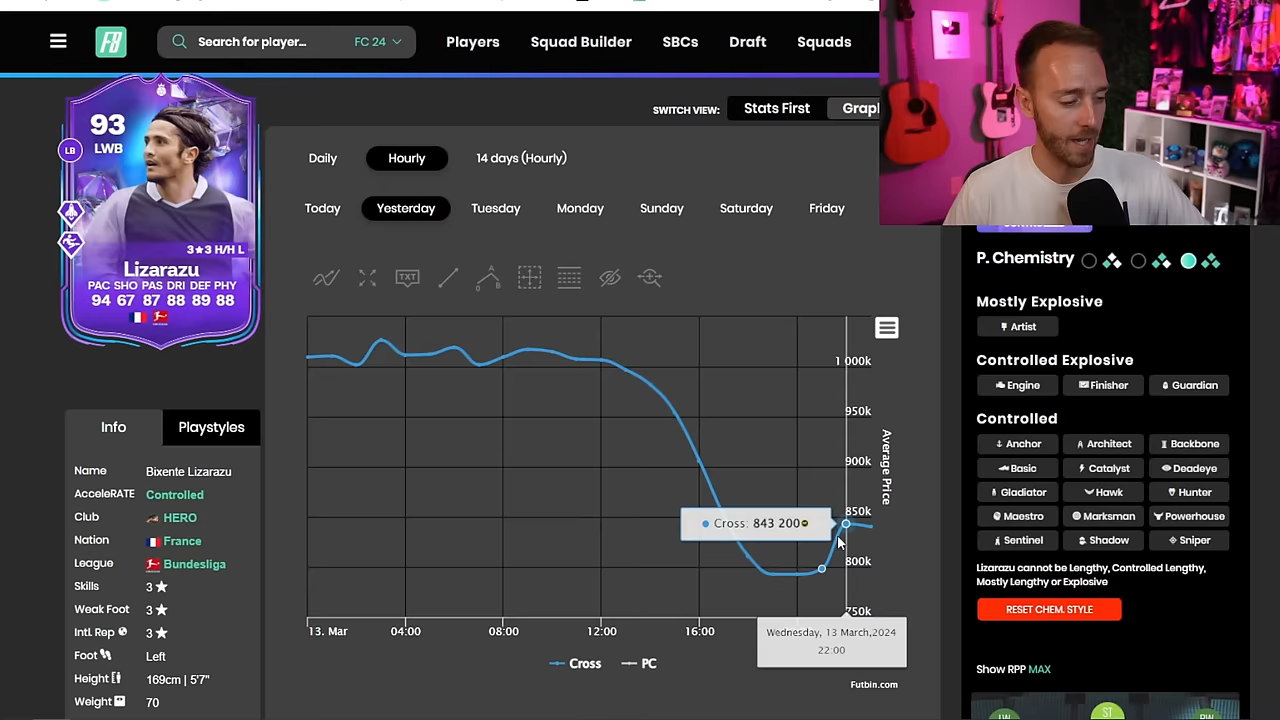 FB
Search for player...
FC 24
Players
Squad Builder
SBCs
Draft
Squads
93
LWB
LB
3★3 H/H L
Lizarazu
PAC SHO PAS DRI DEF PHY
94 67 87 88 89 88
SWITCH VIEW:
Stats First
Graph
Daily
Hourly
14 days (Hourly)
Today
Yesterday
Tuesday
Monday
Sunday
Saturday
Friday
TXT
1 000k
950k
900k
850k
800k
750k
Average Price
Cross: 843 200
13. Mar
04:00
08:00
12:00
16:00
Wednesday, 13 March,2024
22:00
Cross
PC
Futbin.com
Info
Playstyles
Name Bixente Lizarazu
AcceleRATE Controlled
Club HERO
Nation France
League Bundesliga
Skills 3★
Weak Foot 3★
Intl. Rep 3★
Foot Left
Height 169cm | 5'7"
Weight 70
P. Chemistry
Mostly Explosive
Artist
Controlled Explosive
Engine
Finisher
Guardian
Controlled
Anchor
Architect
Backbone
Basic
Catalyst
Deadeye
Gladiator
Hawk
Hunter
Maestro
Marksman
Powerhouse
Sentinel
Shadow
Sniper
Lizarazu cannot be Lengthy, Controlled Lengthy,
Mostly Lengthy or Explosive
RESET CHEM. STYLE
Show RPP MAX
LW
ST
RW